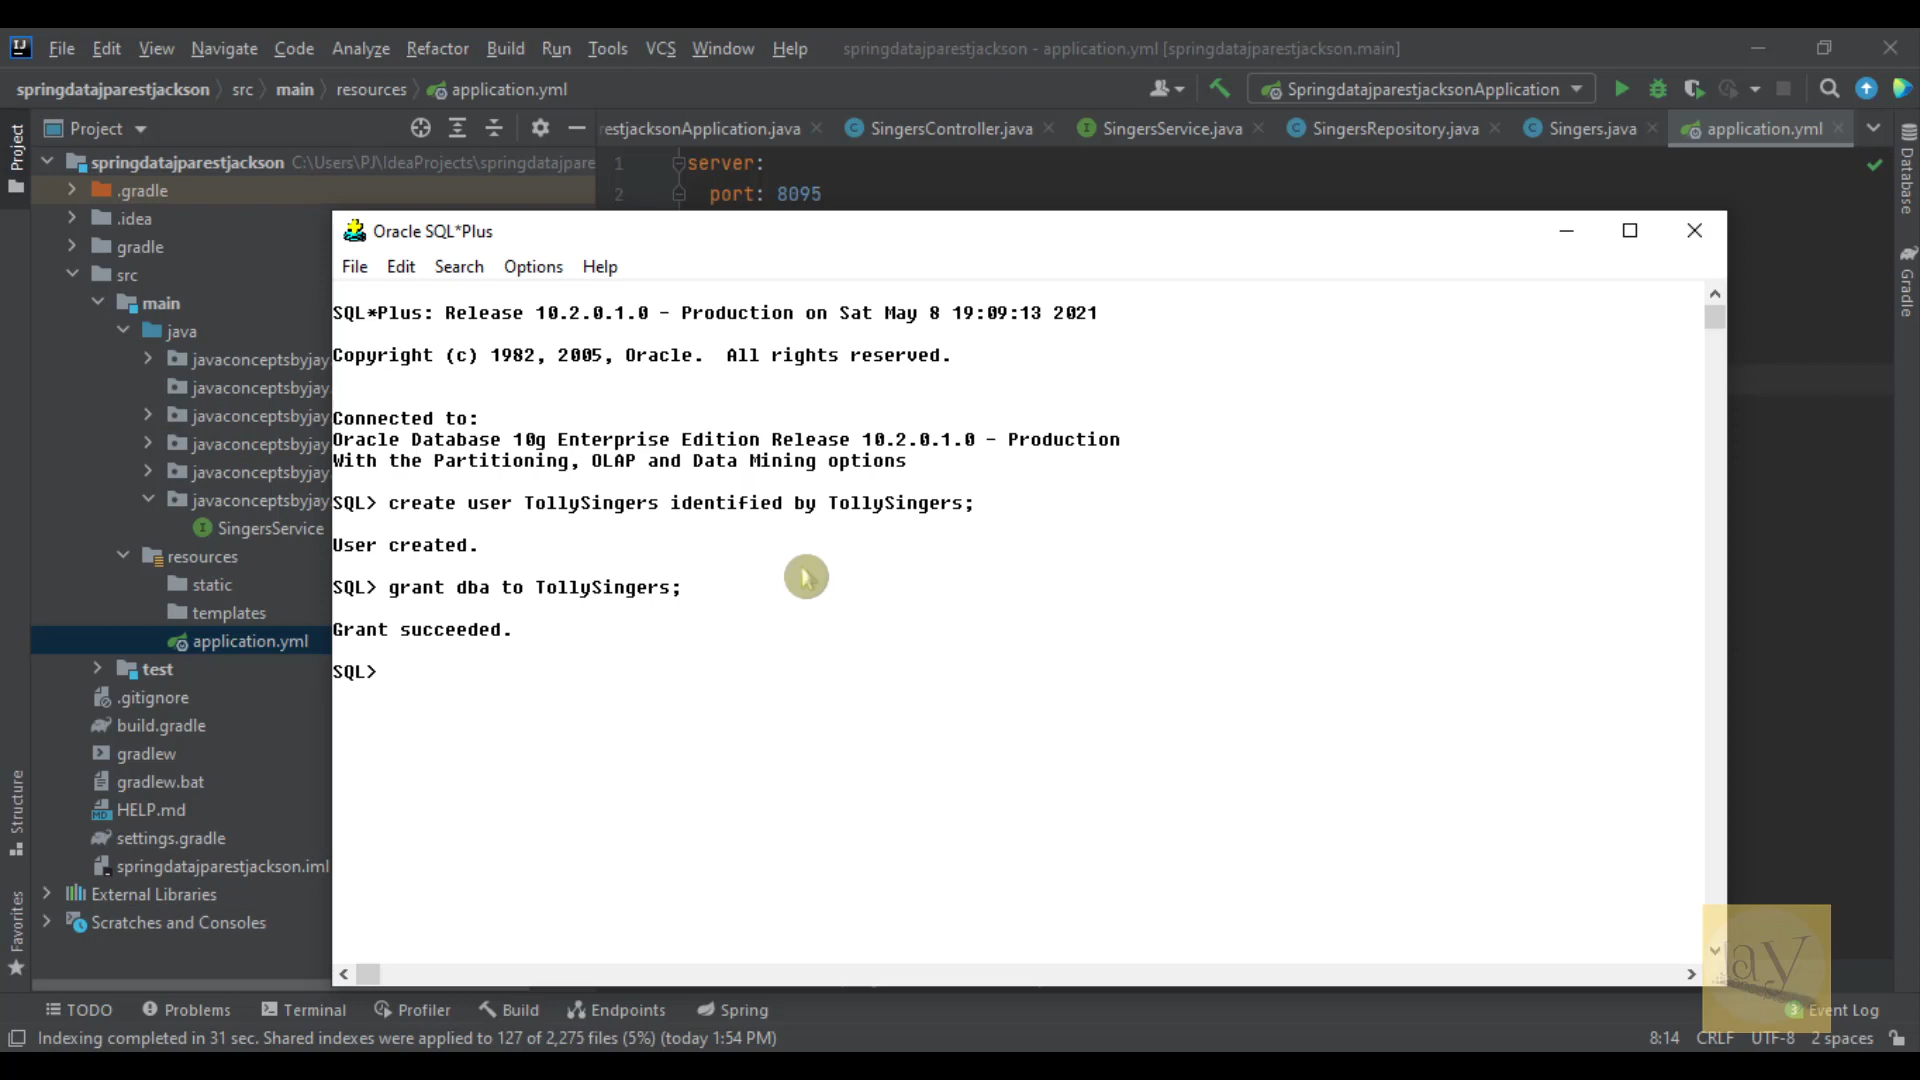 File Edit View Navigate Code Analyze Refactor Build Run Tools VCS Window Help springdatajparestjackson - application.yml [springdatajparestjackson.main]
springdatajparestjackson src main resources application.yml SpringdatajparestjacksonApplication
Project restjacksonApplication.java SingersController.java SingersService.java SingersRepository.java Singers.java application.yml
Project
Database
Gradle
Structure
Favorites
springdatajparestjackson C:\Users\PJ\IdeaProjects\springdatajpare
.gradle
.idea
gradle
src
main
java
javaconceptsbyjay
javaconceptsbyjay
javaconceptsbyjay
javaconceptsbyjay
javaconceptsbyjay
javaconceptsbyjay
SingersService
resources
static
templates
application.yml
test
.gitignore
build.gradle
gradlew
gradlew.bat
HELP.md
settings.gradle
springdatajparestjackson.iml
External Libraries
Scratches and Consoles
1 server:
2 port: 8095
Oracle SQL*Plus
File Edit Search Options Help
SQL*Plus: Release 10.2.0.1.0 - Production on Sat May 8 19:09:13 2021
Copyright (c) 1982, 2005, Oracle. All rights reserved.
Connected to:
Oracle Database 10g Enterprise Edition Release 10.2.0.1.0 - Production
With the Partitioning, OLAP and Data Mining options
SQL> create user TollySingers identified by TollySingers;
User created.
SQL> grant dba to TollySingers;
Grant succeeded.
SQL>
Jay
TODO Problems Terminal Profiler Build Endpoints Spring 3 Event Log
Indexing completed in 31 sec. Shared indexes were applied to 127 of 2,275 files (5%) (today 1:54 PM) 8:14 CRLF UTF-8 2 spaces